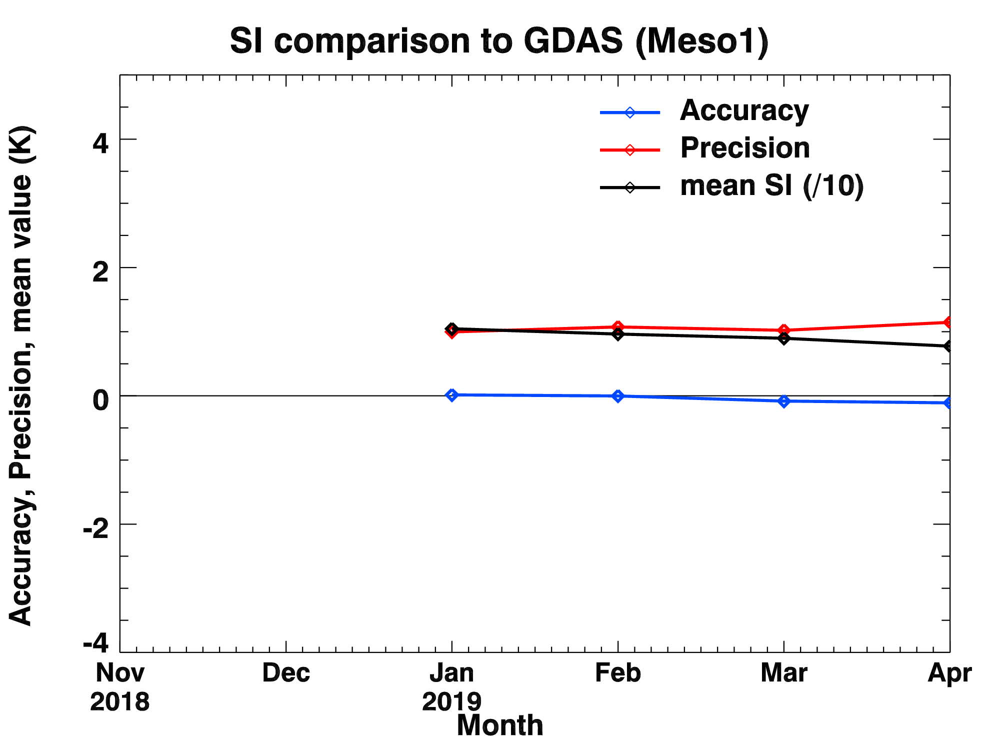 SI comparison to GDAS (Meso1)
Accuracy
Precision
mean SI (/10)
Accuracy, Precision, mean value (K)
4
2
0
-2
-4
Nov Dec Jan Feb Mar Apr
2018 2019
Month